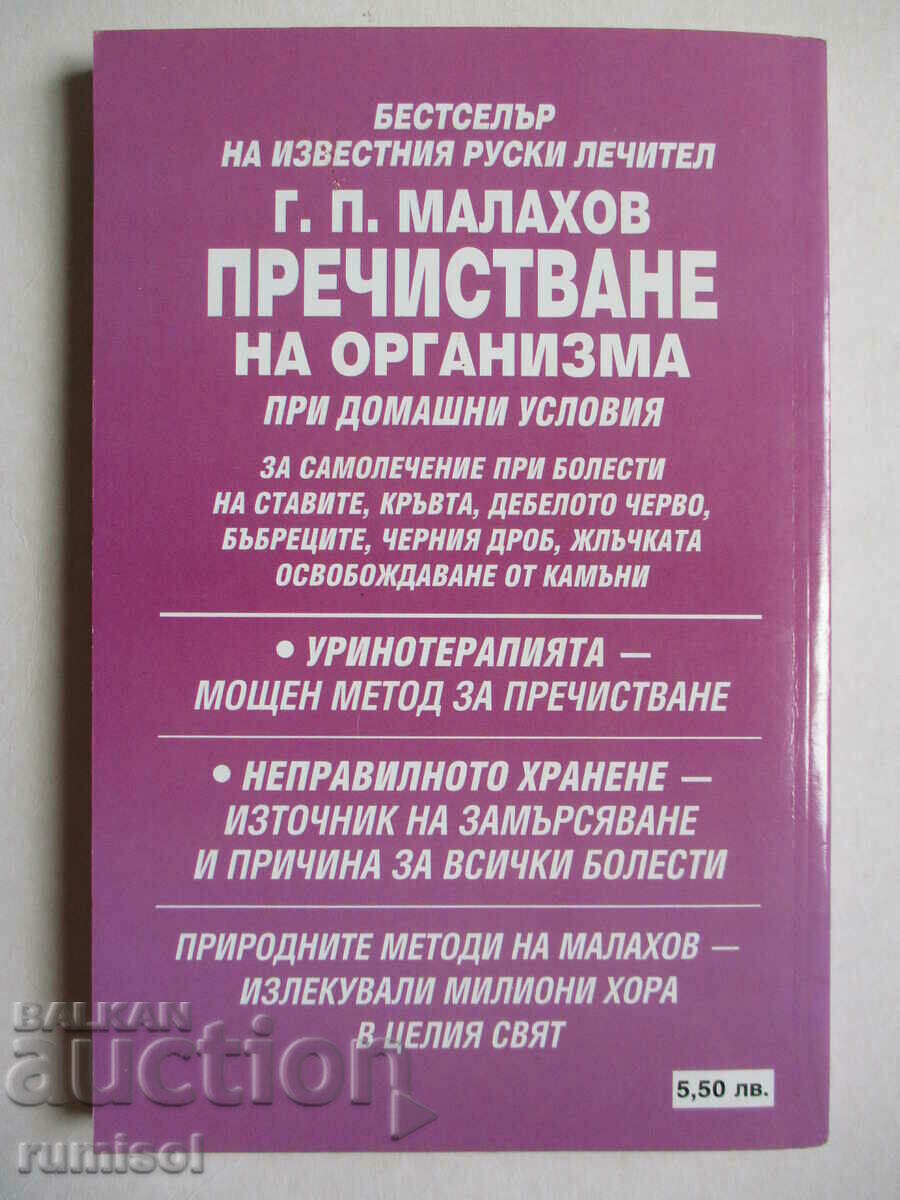 БЕСТСЕЛЪР
НА ИЗВЕСТНИЯ РУСКИ ЛЕЧИТЕЛ
Г. П. МАЛАХОВ
ПРЕЧИСТВАНЕ
НА ОРГАНИЗМА
ПРИ ДОМАШНИ УСЛОВИЯ
ЗА САМОЛЕЧЕНИЕ ПРИ БОЛЕСТИ
НА СТАВИТЕ, КРЪВТА, ДЕБЕЛОТО ЧЕРВО,
БЪБРЕЦИТЕ, ЧЕРНИЯ ДРОБ, ЖЛЪЧКАТА
ОСВОБОЖДАВАНЕ ОТ КАМЪНИ
• УРИНОТЕРАПИЯТА –
МОЩЕН МЕТОД ЗА ПРЕЧИСТВАНЕ
• НЕПРАВИЛНОТО ХРАНЕНЕ –
ИЗТОЧНИК НА ЗАМЪРСЯВАНЕ
И ПРИЧИНА ЗА ВСИЧКИ БОЛЕСТИ
ПРИРОДНИТЕ МЕТОДИ НА МАЛАХОВ –
ИЗЛЕКУВАЛИ МИЛИОНИ ХОРА
В ЦЕЛИЯ СВЯТ
BALKAN
auction
5,50 лв.
rumisol